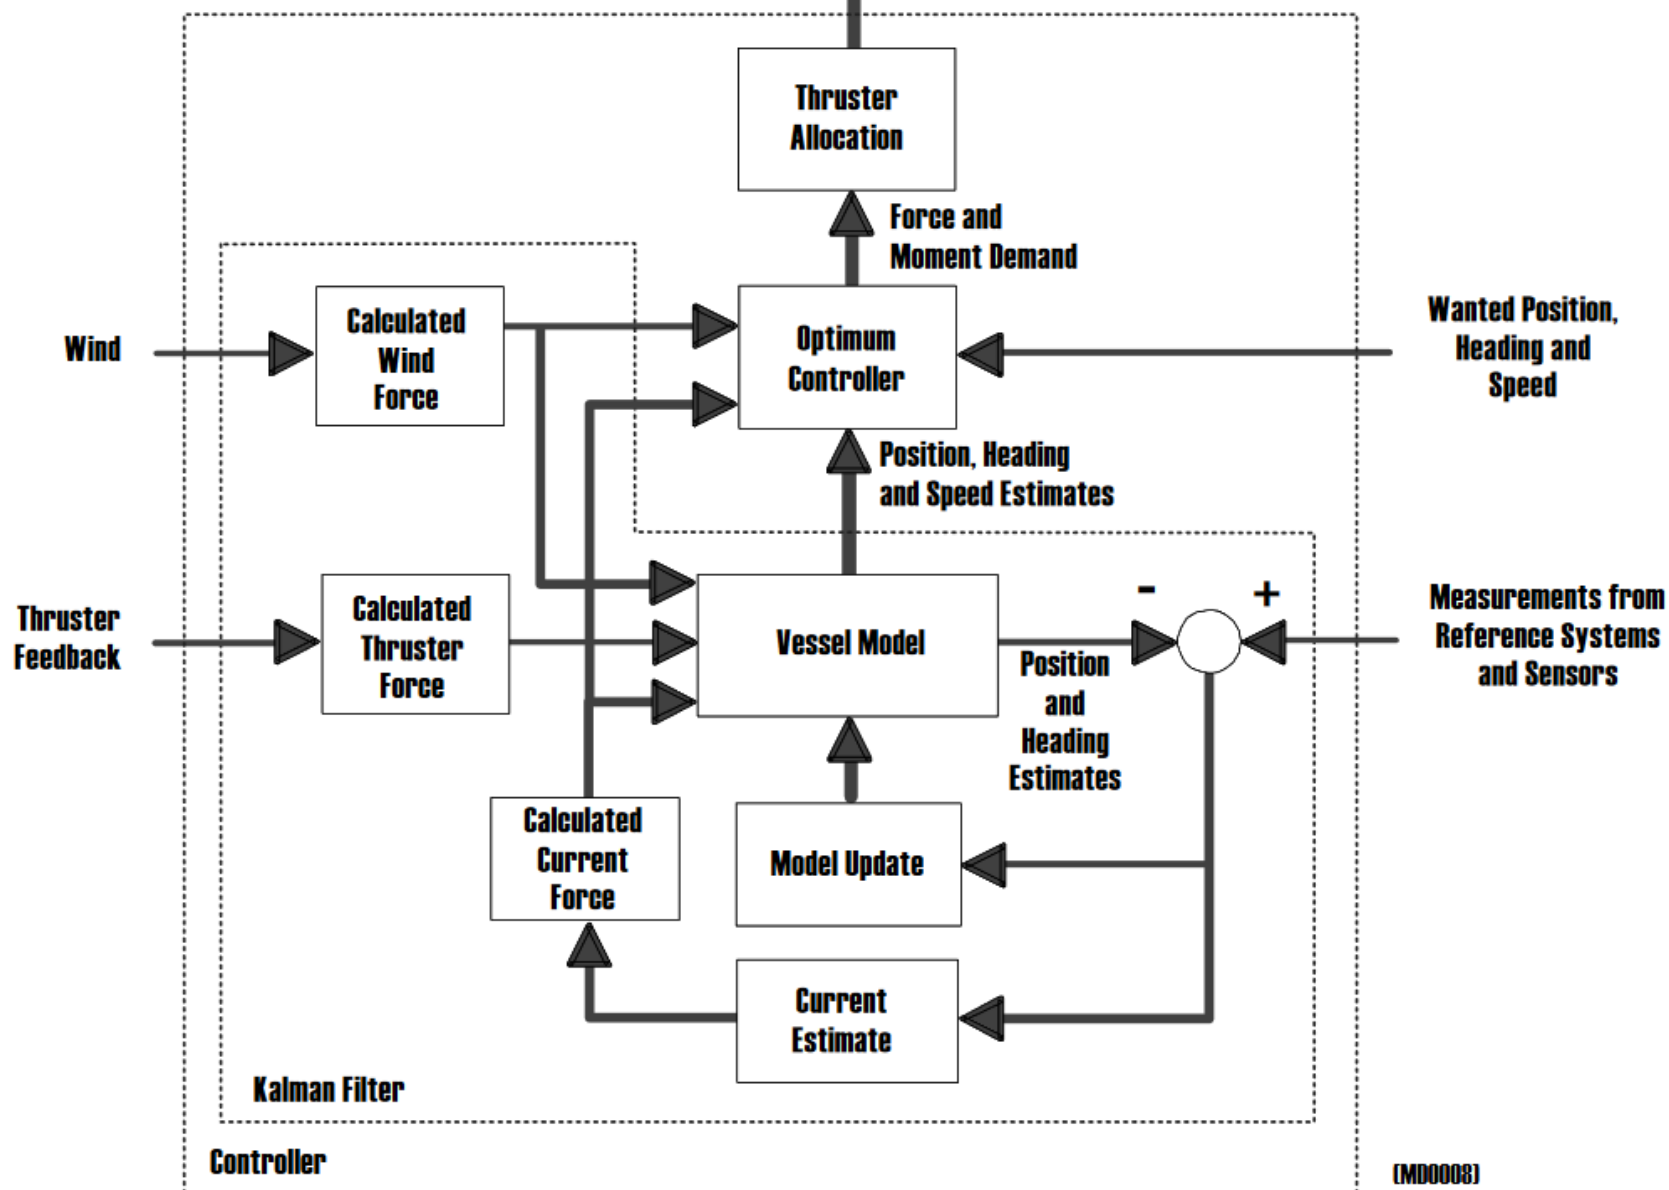 Thruster
Allocation
Force and
Moment Demand
Calculated
Wind
Force
Wind
Optimum
Controller
Wanted Position,
Heading and
Speed
Position, Heading
and Speed Estimates
Thruster
Feedback
Calculated
Thruster
Force
Vessel Model
-
+
Measurements from
Reference Systems
and Sensors
Position
and
Heading
Estimates
Calculated
Current
Force
Model Update
Current
Estimate
Kalman Filter
Controller
(MD0008)